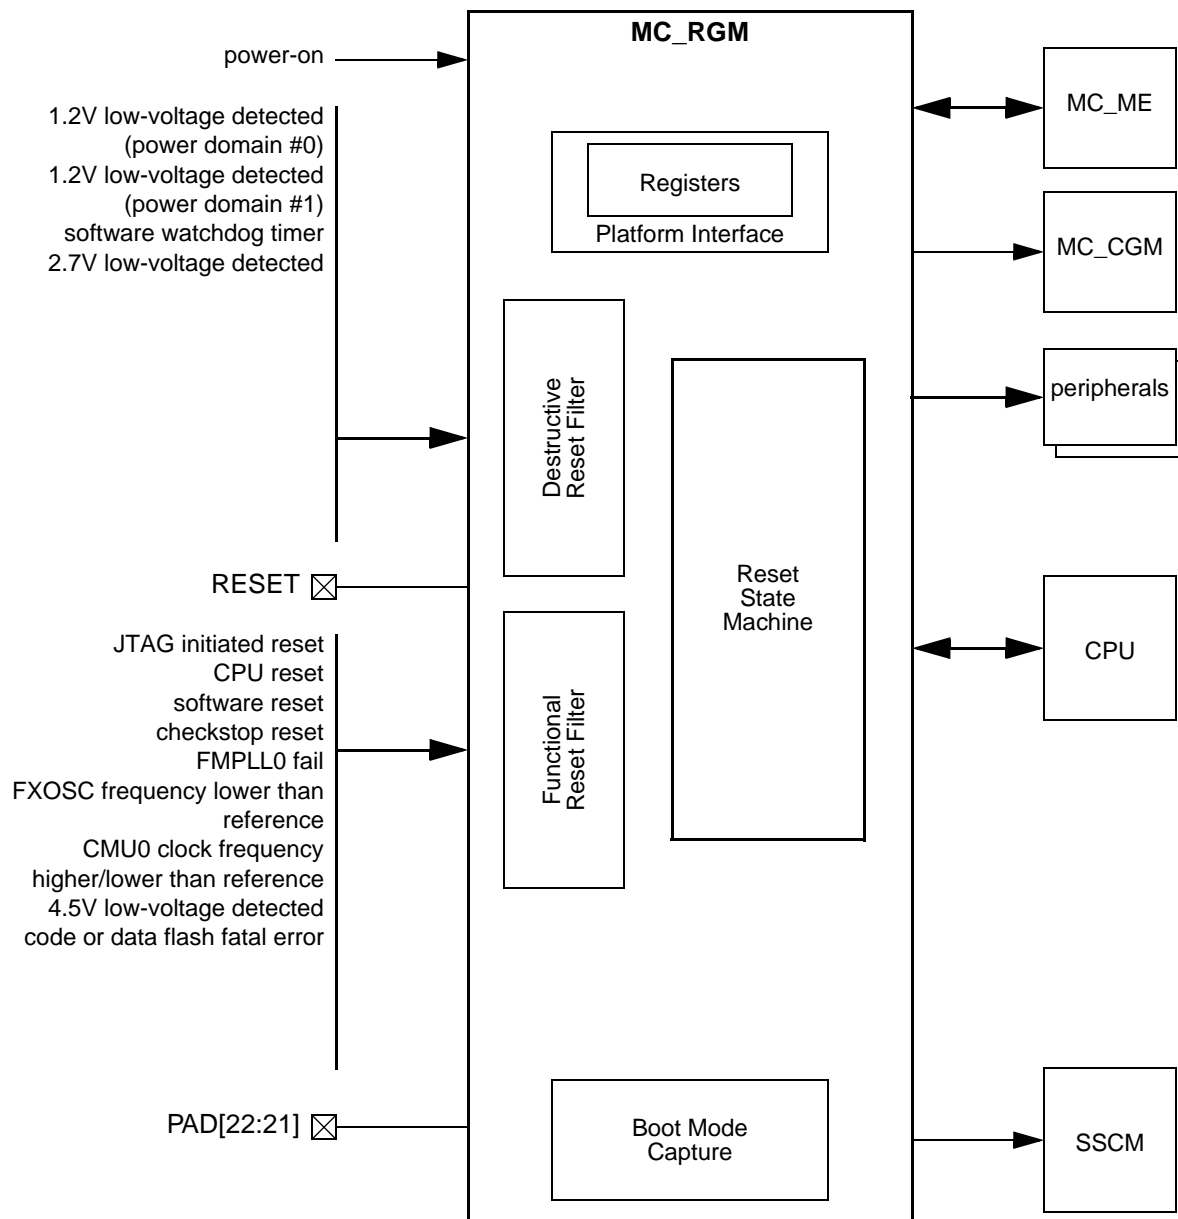 MC_RGM
power-on
1.2V low-voltage detected
(power domain #0)
1.2V low-voltage detected
(power domain #1)
software watchdog timer
2.7V low-voltage detected
RESET
JTAG initiated reset
CPU reset
software reset
checkstop reset
FMPLL0 fail
FXOSC frequency lower than
reference
CMU0 clock frequency
higher/lower than reference
4.5V low-voltage detected
code or data flash fatal error
PAD[22:21]
Registers
Platform Interface
Destructive
Reset Filter
Functional
Reset Filter
Reset
State
Machine
Boot Mode
Capture
MC_ME
MC_CGM
peripherals
CPU
SSCM